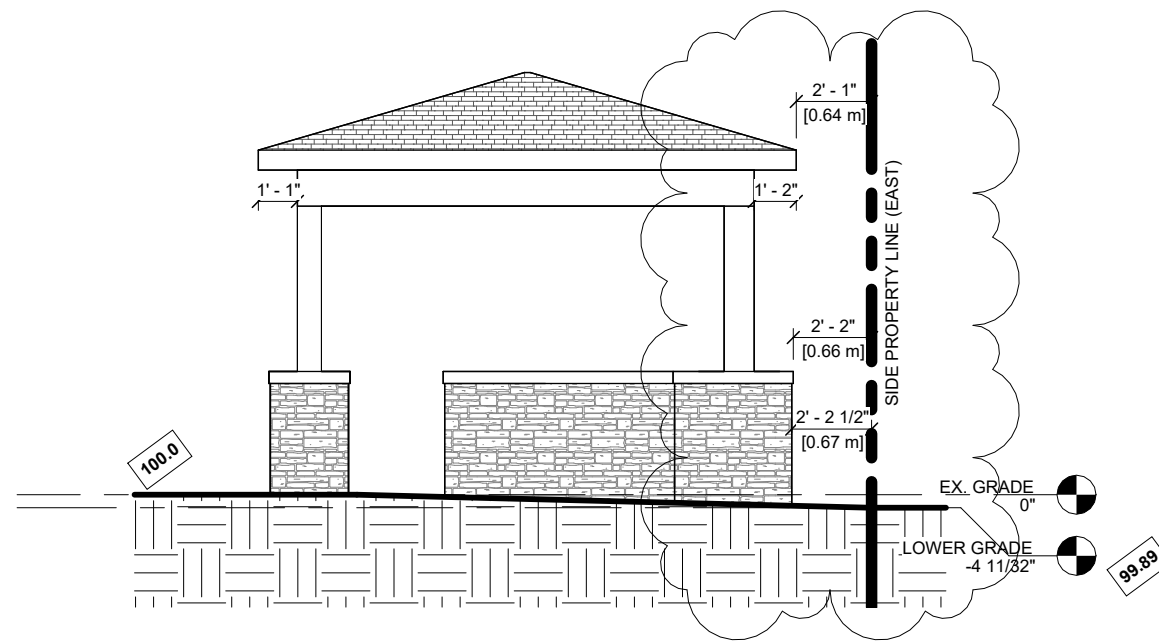 2' - 1"
[0.64 m]
SIDE PROPERTY LINE (EAST)
1' - 1"
1' - 2"
2' - 2"
[0.66 m]
2' - 2 1/2"
[0.67 m]
100.0
EX. GRADE
0"
LOWER GRADE
-4 11/32"
99.89